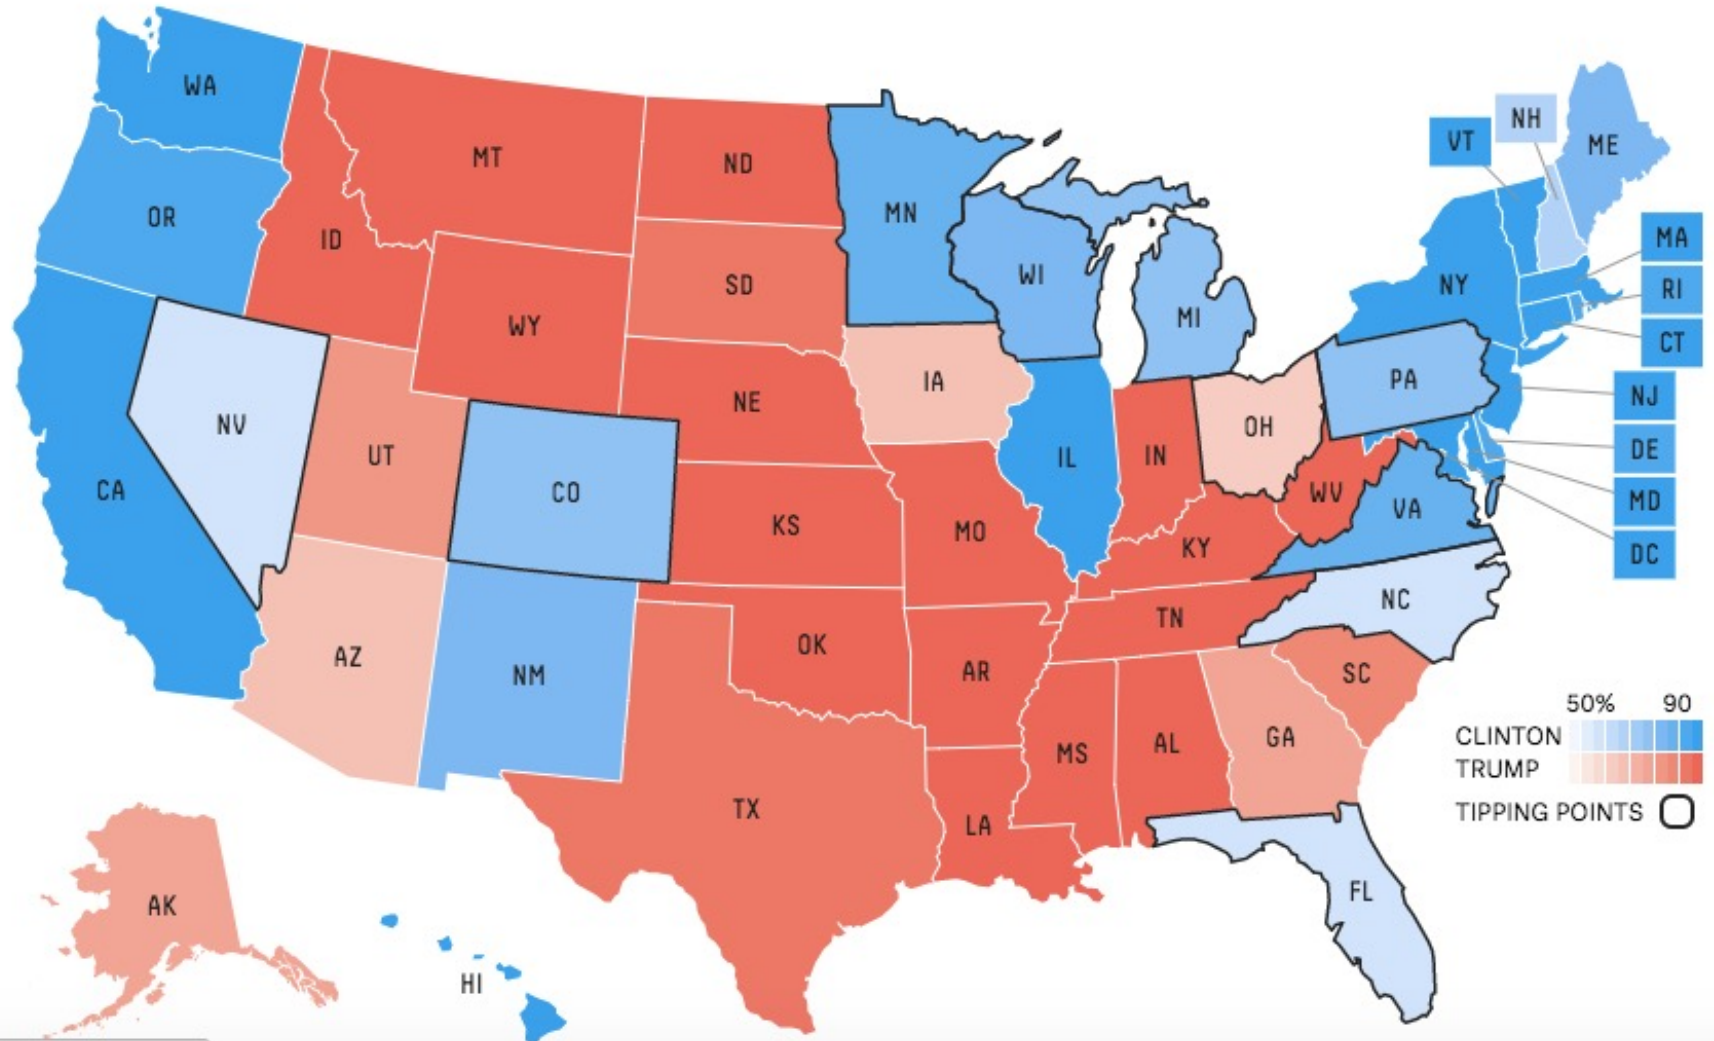 WA
MT
ND
MN
VT
NH
ME
OR
ID
SD
WI
MI
NY
MA
RI
CT
WY
NE
IA
PA
NJ
NV
UT
CO
IL
IN
OH
DE
CA
KS
MO
KY
WV
VA
MD
DC
AZ
NM
OK
AR
TN
NC
SC
TX
LA
MS
AL
GA
FL
50% 90
CLINTON
TRUMP
TIPPING POINTS
AK
HI